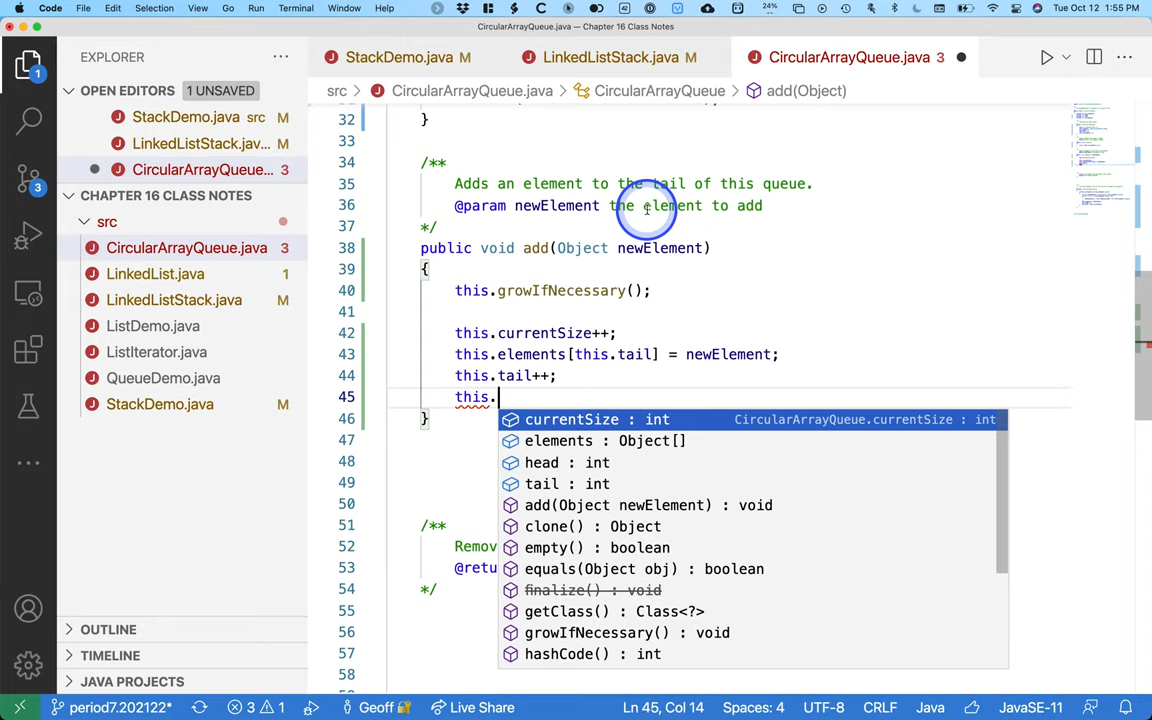 Code File Edit Selection View Go Run Terminal Window Help 24% Tue Oct 12 1:55 PM
CircularArrayQueue.java — Chapter 16 Class Notes
EXPLORER ···
StackDemo.java M
LinkedListStack.java M
CircularArrayQueue.java 3
src > CircularArrayQueue.java > CircularArrayQueue > add(Object)
OPEN EDITORS 1 UNSAVED
StackDemo.java src M
LinkedListStack.jav... M
CircularArrayQueue... 3
CHAPTER 16 CLASS NOTES
src
CircularArrayQueue.java 3
LinkedList.java 1
LinkedListStack.java M
ListDemo.java
ListIterator.java
QueueDemo.java
StackDemo.java M
OUTLINE
TIMELINE
JAVA PROJECTS
1
3
32 }
33
34 /**
35 Adds an element to the tail of this queue.
36 @param newElement the element to add
37 */
38 public void add(Object newElement)
39 {
40 this.growIfNecessary();
41
42 this.currentSize++;
43 this.elements[this.tail] = newElement;
44 this.tail++;
45 this.
46 }
47
48
49
50
51 /**
52 Remov
53 @retu
54 */
55
56
57
58
currentSize : int CircularArrayQueue.currentSize : int
elements : Object[]
head : int
tail : int
add(Object newElement) : void
clone() : Object
empty() : boolean
equals(Object obj) : boolean
finalize() : void
getClass() : Class<?>
growIfNecessary() : void
hashCode() : int
period7.202122* 3 1 Geoff Live Share Ln 45, Col 14 Spaces: 4 UTF-8 CRLF Java JavaSE-11